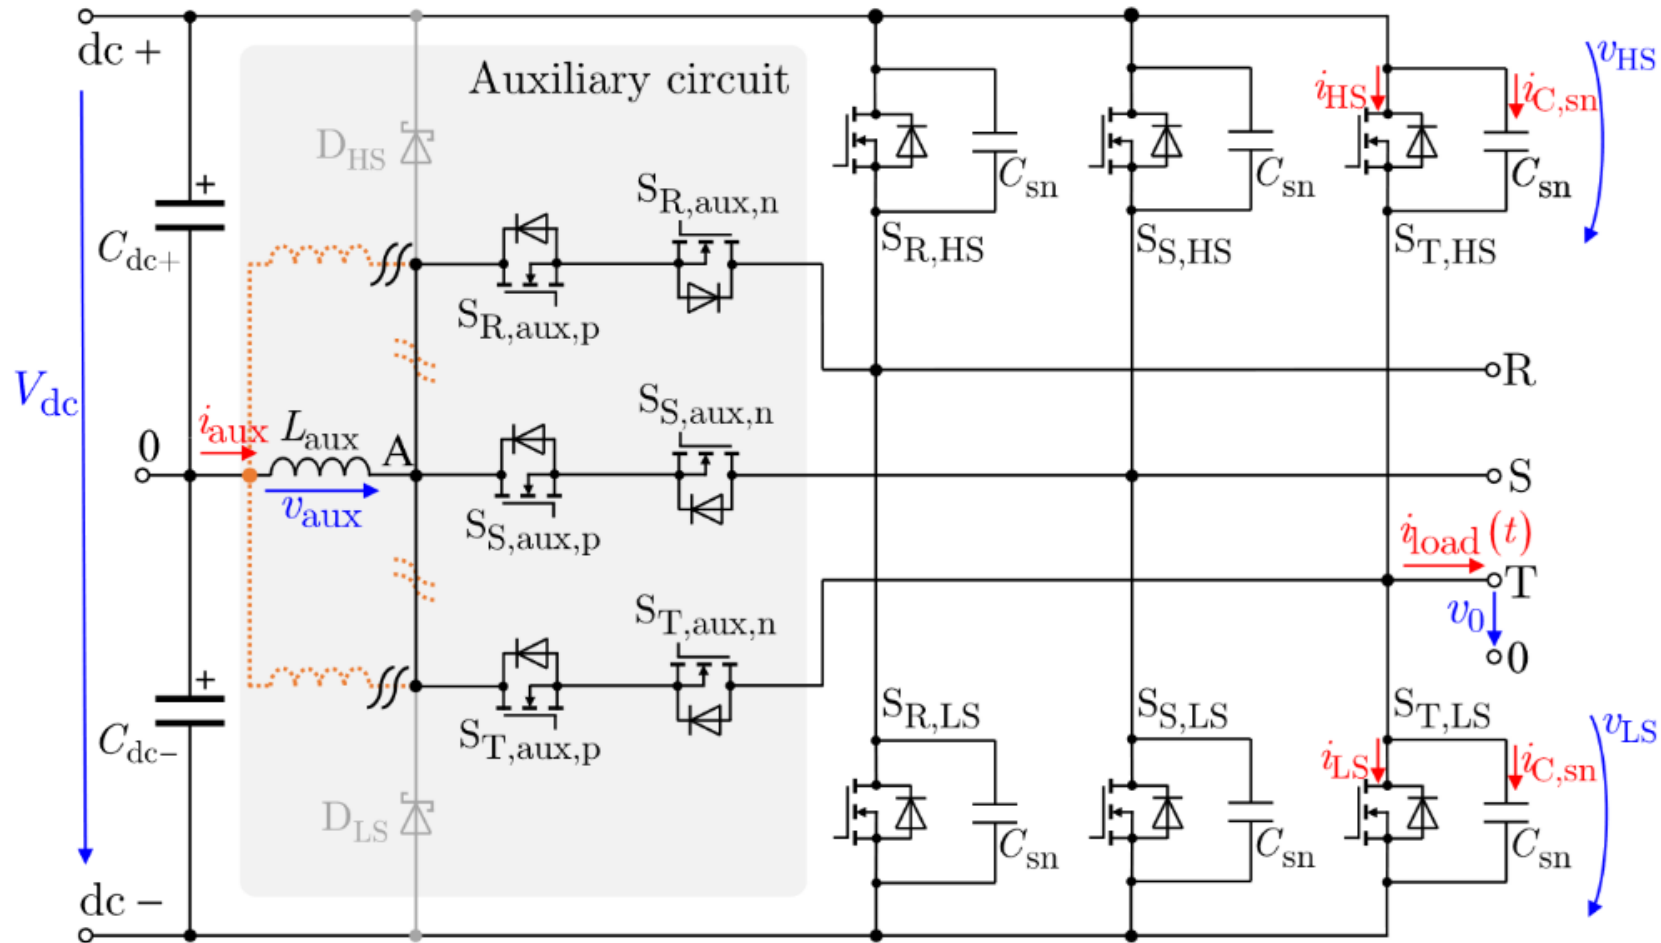 dc +
Auxiliary circuit
v_HS
i_HS
i_C,sn
D_HS
S_R,aux,n
C_sn
C_sn
C_sn
+
C_dc+
S_R,HS
S_S,HS
S_T,HS
S_R,aux,p
R
V_dc
S_S,aux,n
0
i_aux
L_aux
A
S
v_aux
S_S,aux,p
i_load(t)
T
S_T,aux,n
v_0
0
+
S_R,LS
S_S,LS
S_T,LS
v_LS
C_dc−
S_T,aux,p
i_LS
i_C,sn
D_LS
C_sn
C_sn
C_sn
dc −